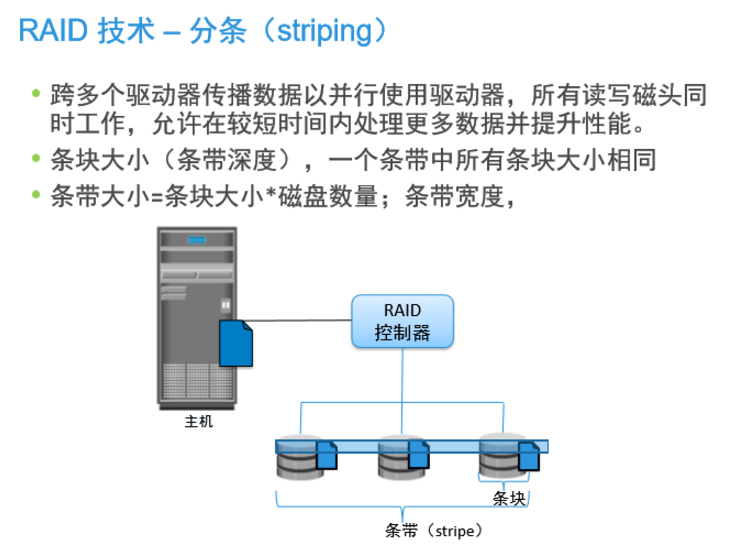 RAID 技术 – 分条（striping）
• 跨多个驱动器传播数据以并行使用驱动器，所有读写磁头同
时工作，允许在较短时间内处理更多数据并提升性能。
• 条块大小（条带深度），一个条带中所有条块大小相同
• 条带大小=条块大小*磁盘数量；条带宽度，
RAID
控制器
主机
条块
条带（stripe）